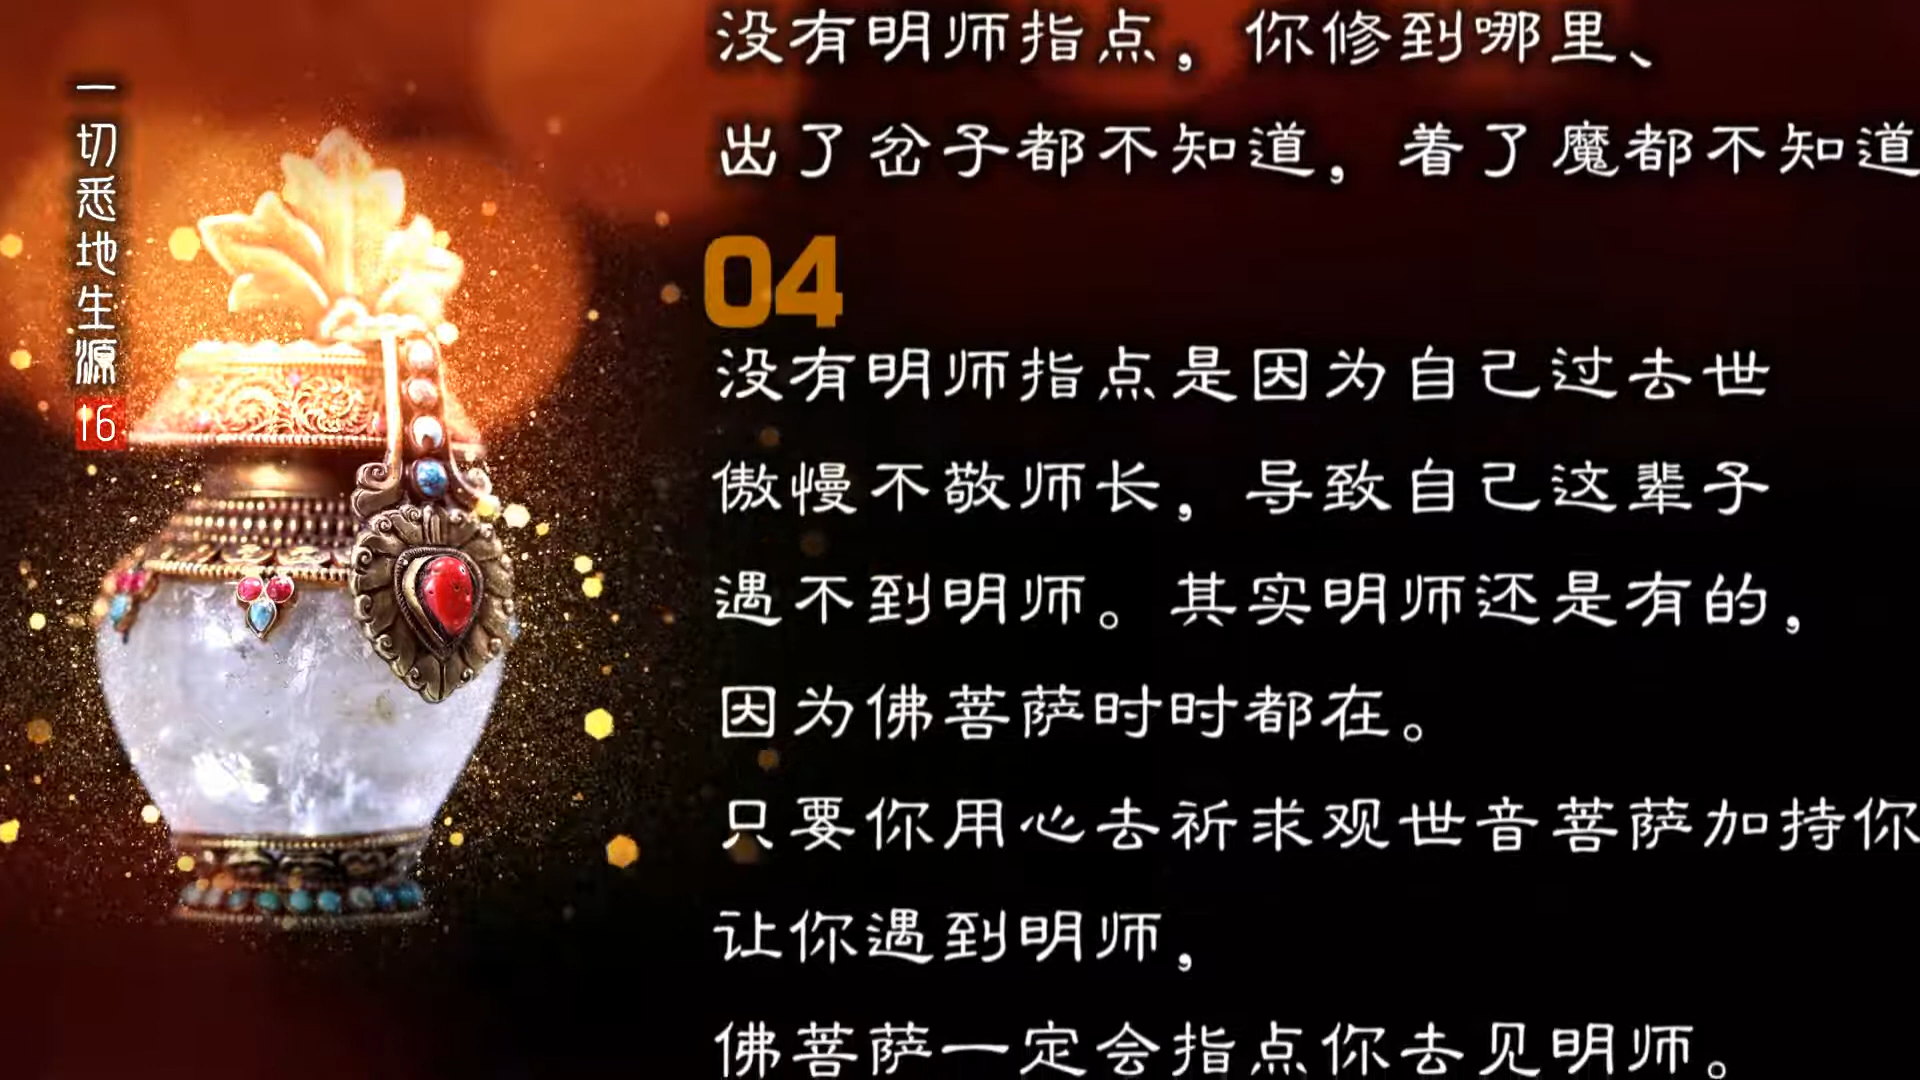 一切悉地生源
16
没有明师指点，你修到哪里、
出了岔子都不知道，着了魔都不知道
04
没有明师指点是因为自己过去世
傲慢不敬师长，导致自己这辈子
遇不到明师。其实明师还是有的，
因为佛菩萨时时都在。
只要你用心去祈求观世音菩萨加持你
让你遇到明师，
佛菩萨一定会指点你去见明师。